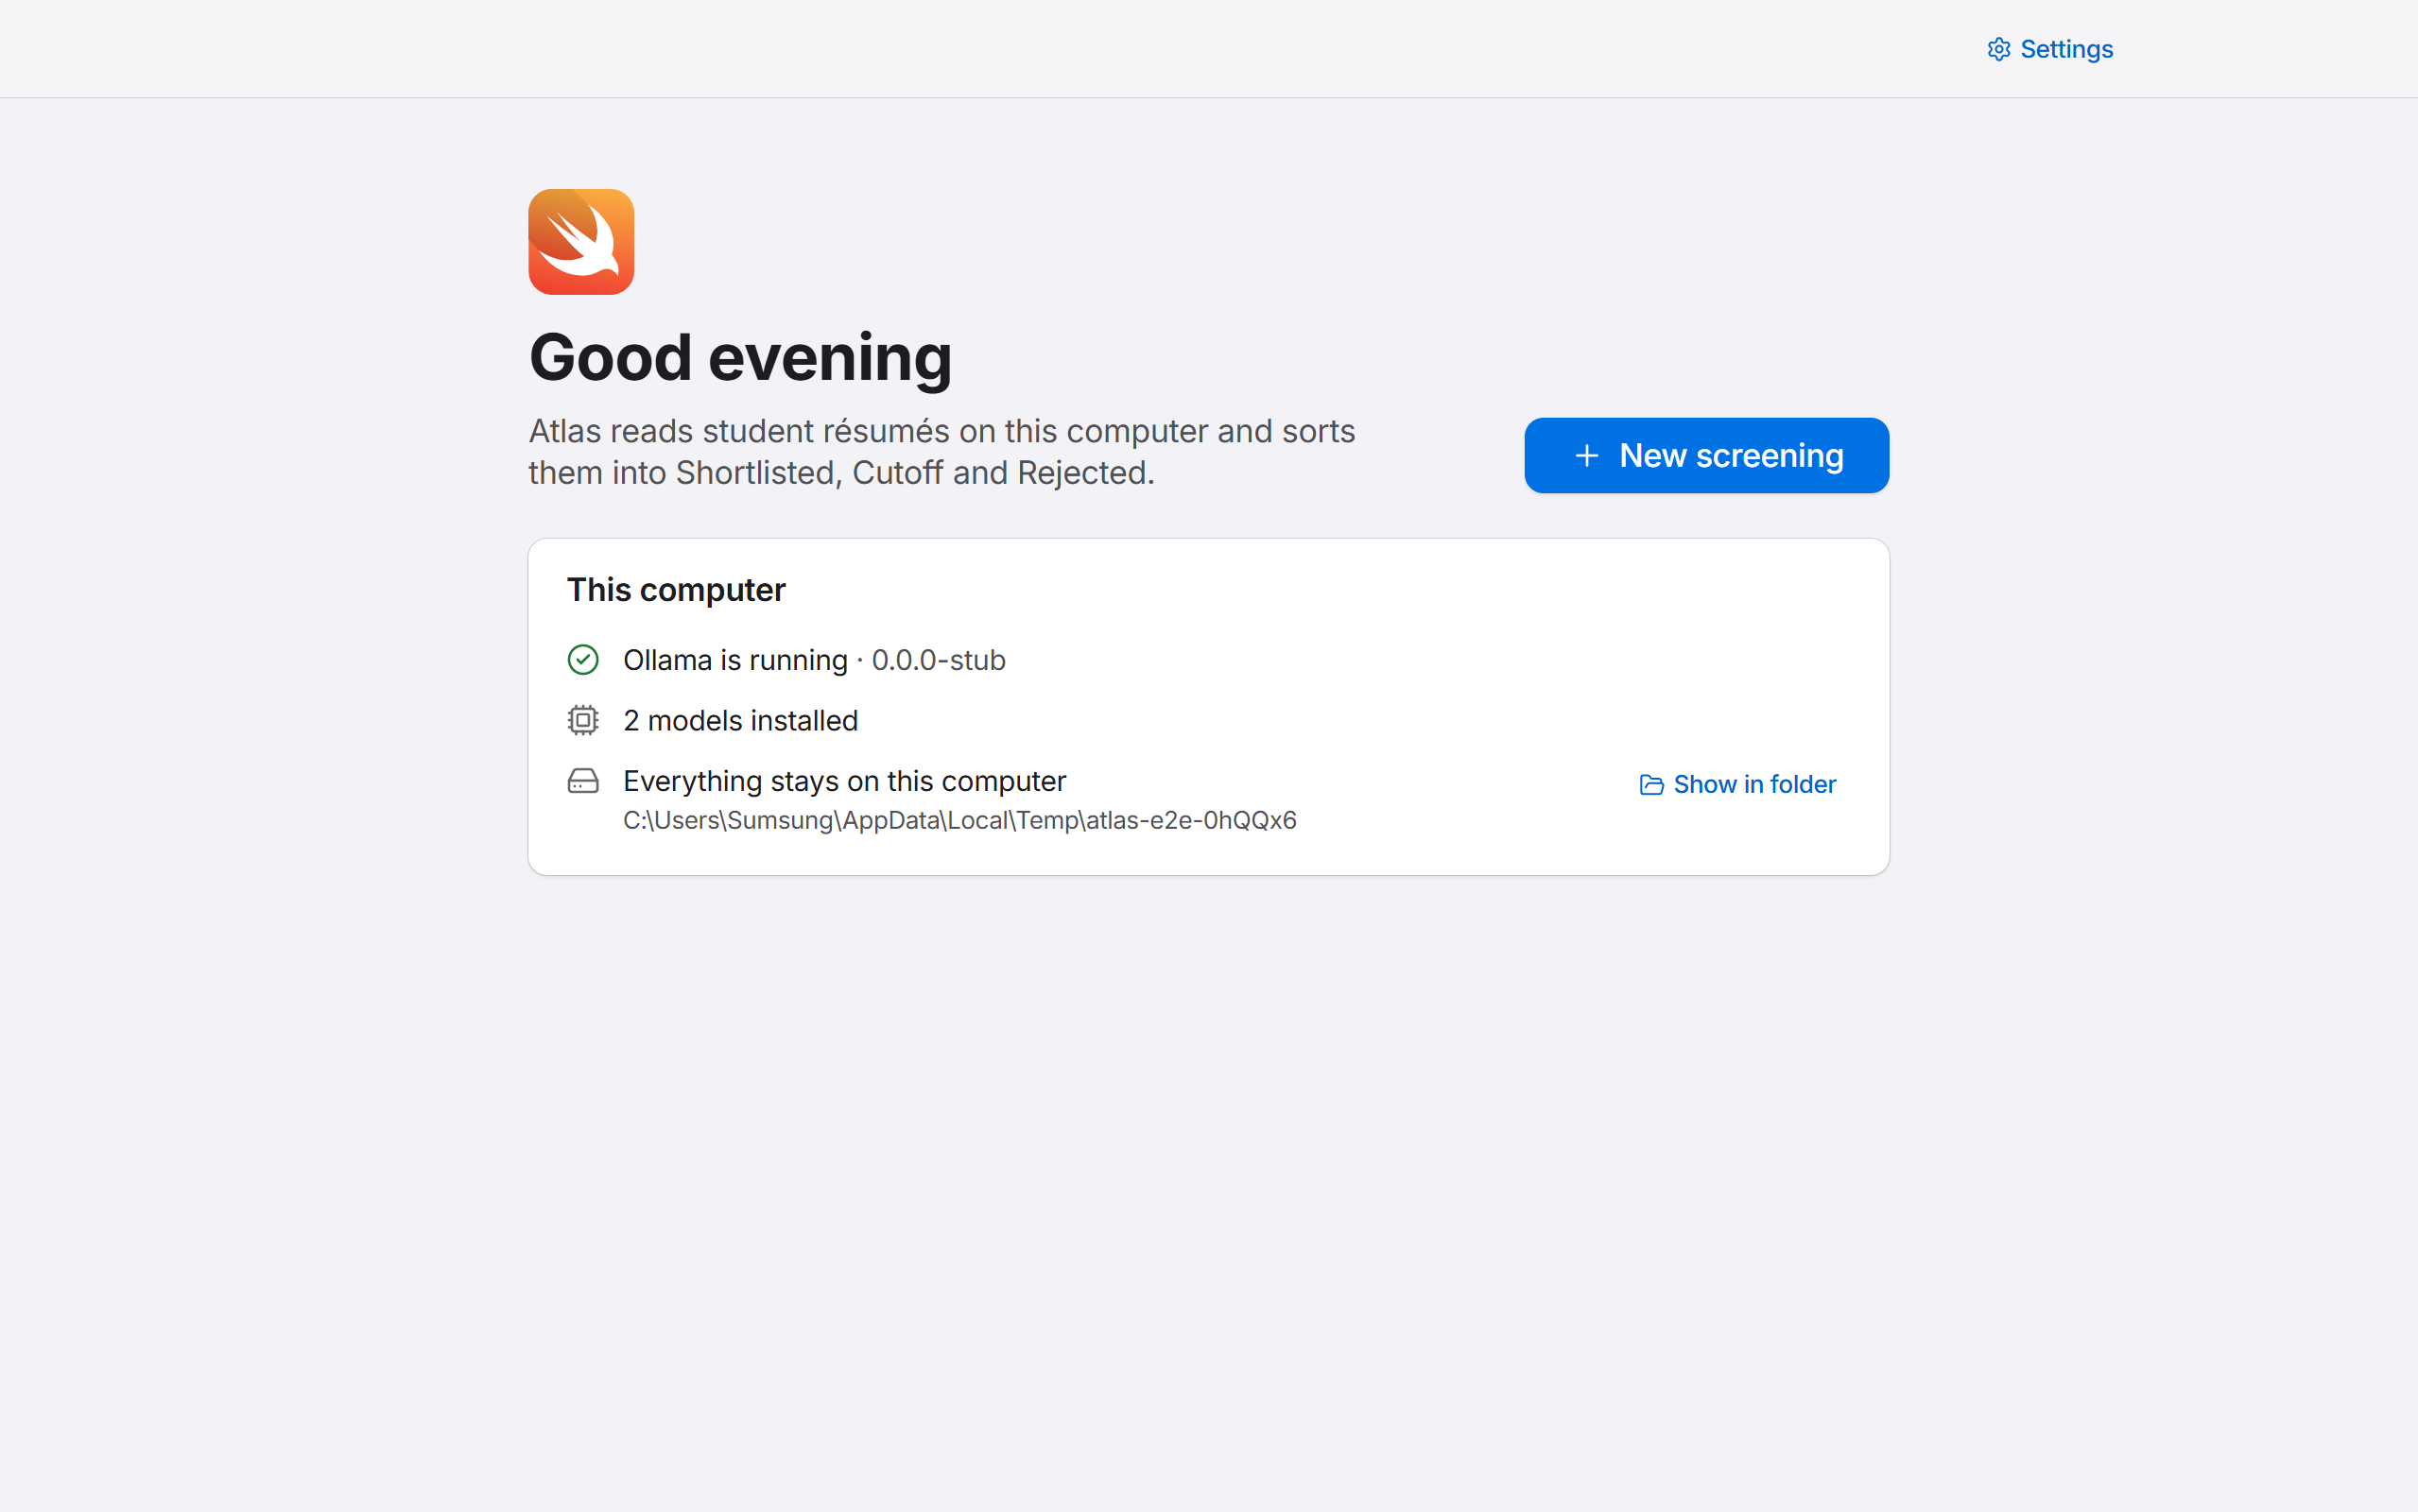 Settings
Good evening
Atlas reads student résumés on this computer and sorts
them into Shortlisted, Cutoff and Rejected.
New screening
This computer
Ollama is running · 0.0.0-stub
2 models installed
Everything stays on this computer
Show in folder
C:\Users\Sumsung\AppData\Local\Temp\atlas-e2e-0hQQx6